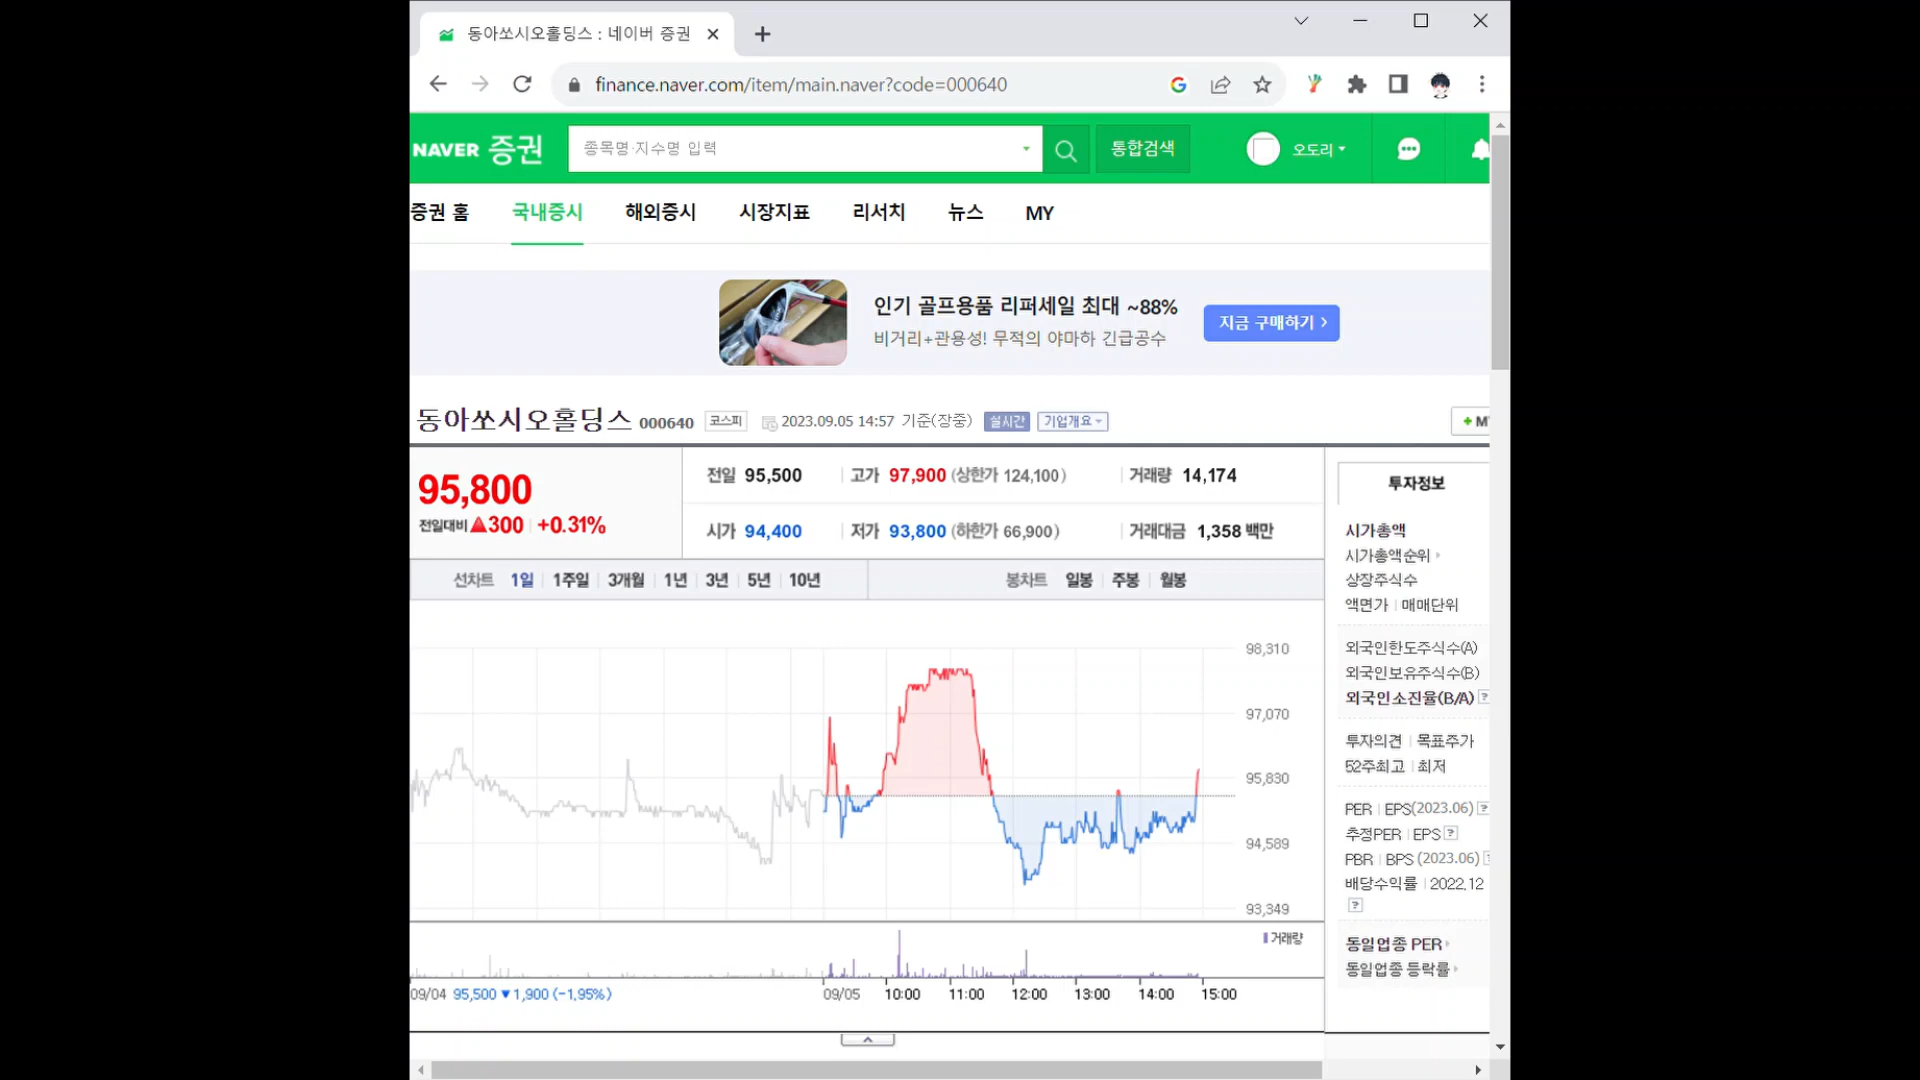 동아쏘시오홀딩스 : 네이버 증권
finance.naver.com/item/main.naver?code=000640
NAVER 증권
종목명·지수명 입력
통합검색
오도리
증권 홈 국내증시 해외증시 시장지표 리서치 뉴스 MY
인기 골프용품 리퍼세일 최대 ~88%
비거리+관용성! 무적의 야마하 긴급공수
지금 구매하기 ›
동아쏘시오홀딩스 000640 코스피 2023.09.05 14:57 기준(장중) 실시간 기업개요
95,800
전일대비 ▲300 +0.31%
전일 95,500 고가 97,900 (상한가 124,100) 거래량 14,174
시가 94,400 저가 93,800 (하한가 66,900) 거래대금 1,358 백만
선차트 1일 1주일 3개월 1년 3년 5년 10년 봉차트 일봉 주봉 월봉
98,310
97,070
95,830
94,589
93,349
거래량
09/04 95,500 ▼ 1,900 (-1.95%) 09/05 10:00 11:00 12:00 13:00 14:00 15:00
투자정보
시가총액
시가총액순위
상장주식수
액면가 | 매매단위
외국인한도주식수(A)
외국인보유주식수(B)
외국인소진율(B/A) ?
투자의견 | 목표주가
52주최고 | 최저
PER | EPS(2023.06) ?
추정PER | EPS ?
PBR | BPS (2023.06) ?
배당수익률 | 2022.12
?
동일업종 PER
동일업종 등락률